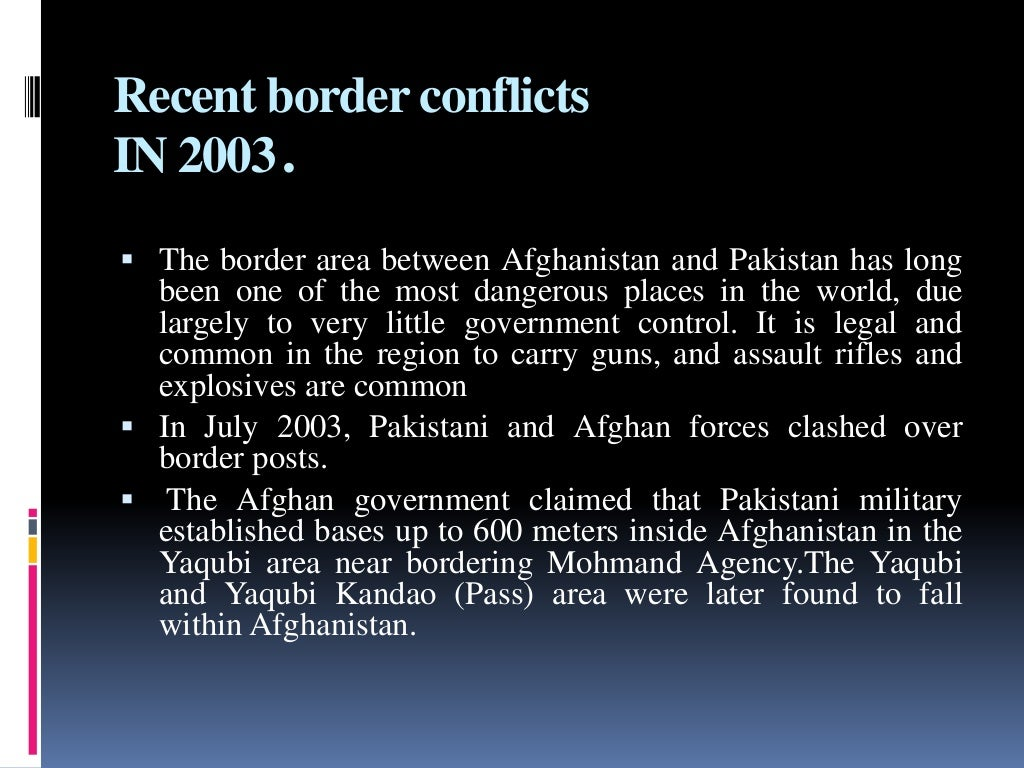 Recent border conflicts
IN 2003 .
▪ The border area between Afghanistan and Pakistan has long
been one of the most dangerous places in the world, due
largely to very little government control. It is legal and
common in the region to carry guns, and assault rifles and
explosives are common
▪ In July 2003, Pakistani and Afghan forces clashed over
border posts.
▪ The Afghan government claimed that Pakistani military
established bases up to 600 meters inside Afghanistan in the
Yaqubi area near bordering Mohmand Agency.The Yaqubi
and Yaqubi Kandao (Pass) area were later found to fall
within Afghanistan.